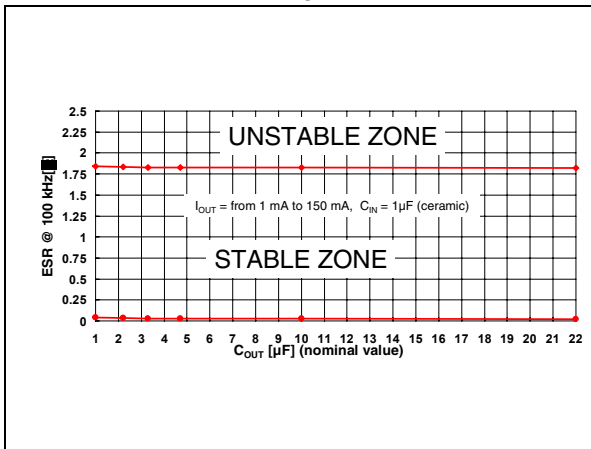 2.5
2.25
2
1.75
1.5
1.25
1
0.75
0.5
0.25
0
ESR @ 100 kHz[
UNSTABLE ZONE
I_OUT = from 1 mA to 150 mA, C_IN = 1µF (ceramic)
STABLE ZONE
1 2 3 4 5 6 7 8 9 10 11 12 13 14 15 16 17 18 19 20 21 22
C_OUT [µF] (nominal value)